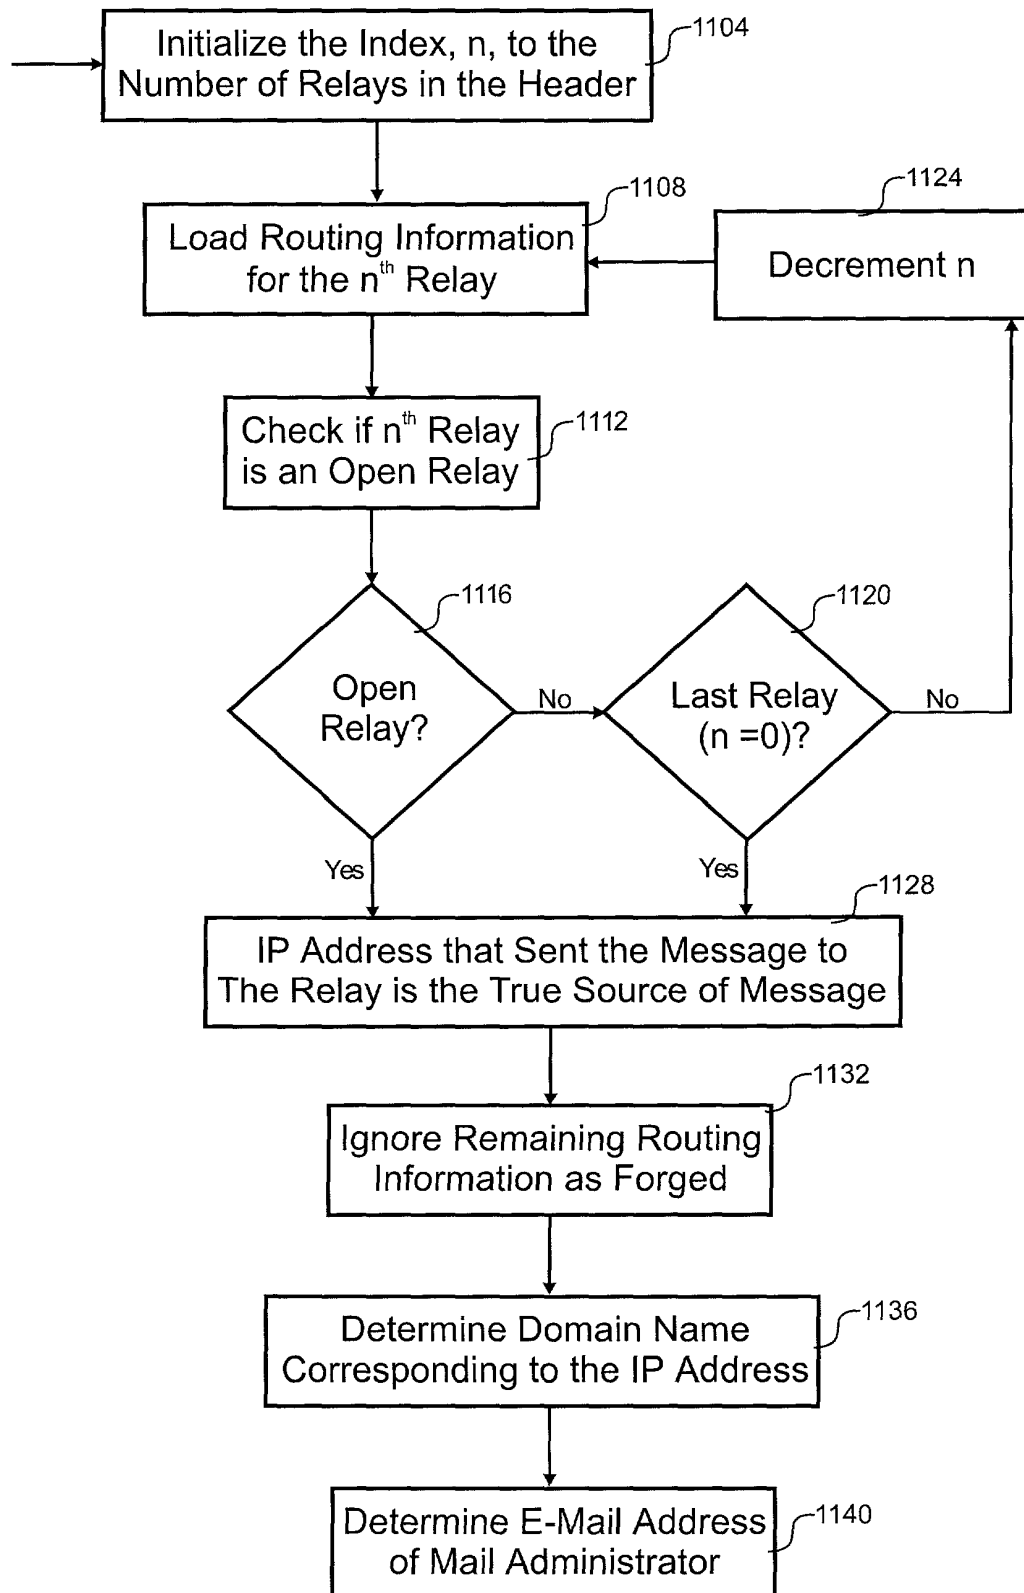 1104
Initialize the Index, n, to the
Number of Relays in the Header
1108
1124
Load Routing Information
for the nth Relay
Decrement n
Check if nth Relay
is an Open Relay
1112
1116
1120
Open
Relay?
No
Last Relay
(n =0)?
No
Yes
Yes
1128
IP Address that Sent the Message to
The Relay is the True Source of Message
1132
Ignore Remaining Routing
Information as Forged
1136
Determine Domain Name
Corresponding to the IP Address
1140
Determine E-Mail Address
of Mail Administrator